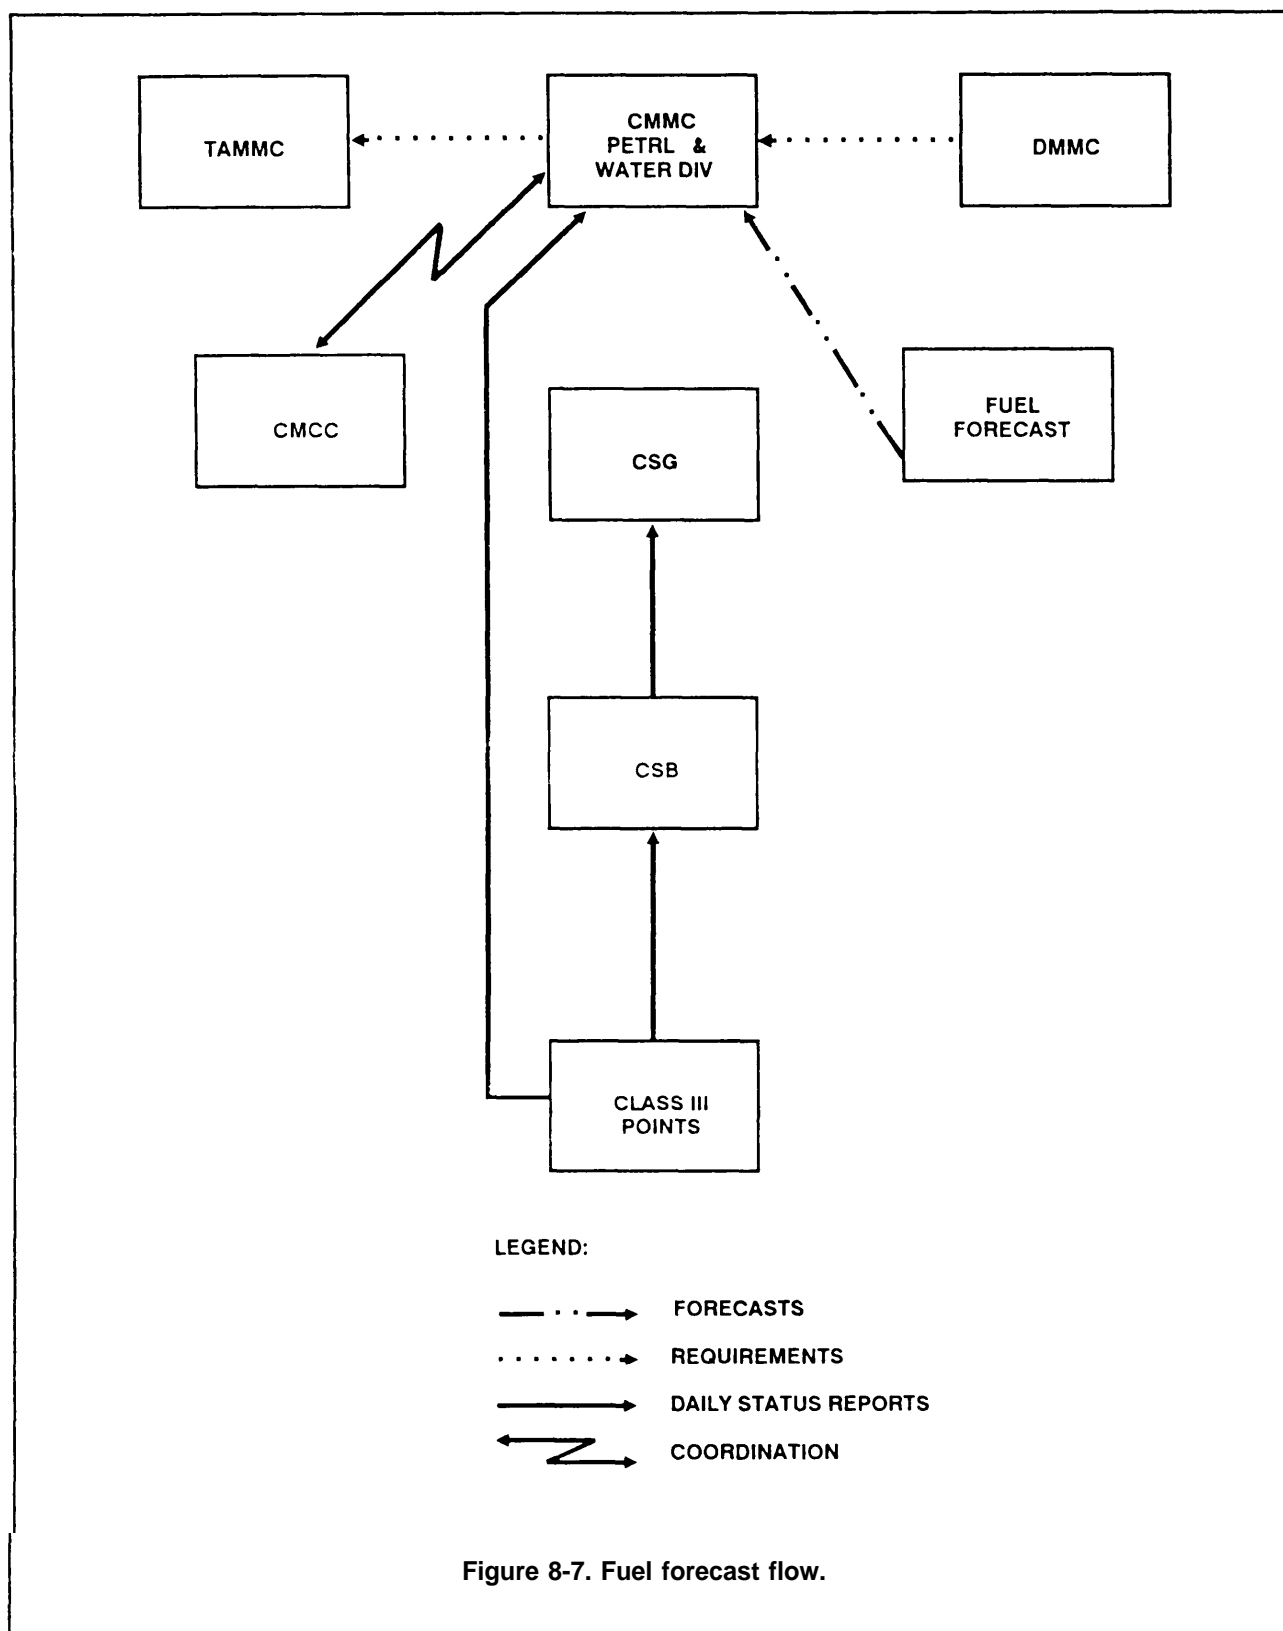 TAMMC
CMMC
PETRL &
WATER DIV
DMMC
CMCC
CSG
FUEL
FORECAST
CSB
CLASS III
POINTS
LEGEND:
FORECASTS
REQUIREMENTS
DAILY STATUS REPORTS
COORDINATION
Figure 8-7. Fuel forecast flow.